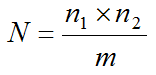 N = n₁ × n₂ / m